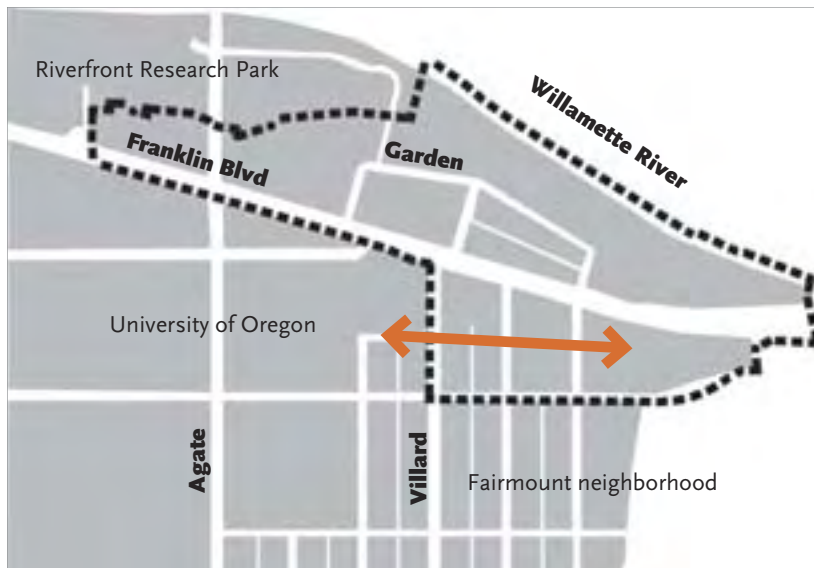 Riverfront Research Park
Willamette River
Franklin Blvd
Garden
University of Oregon
Agate
Villard
Fairmount neighborhood